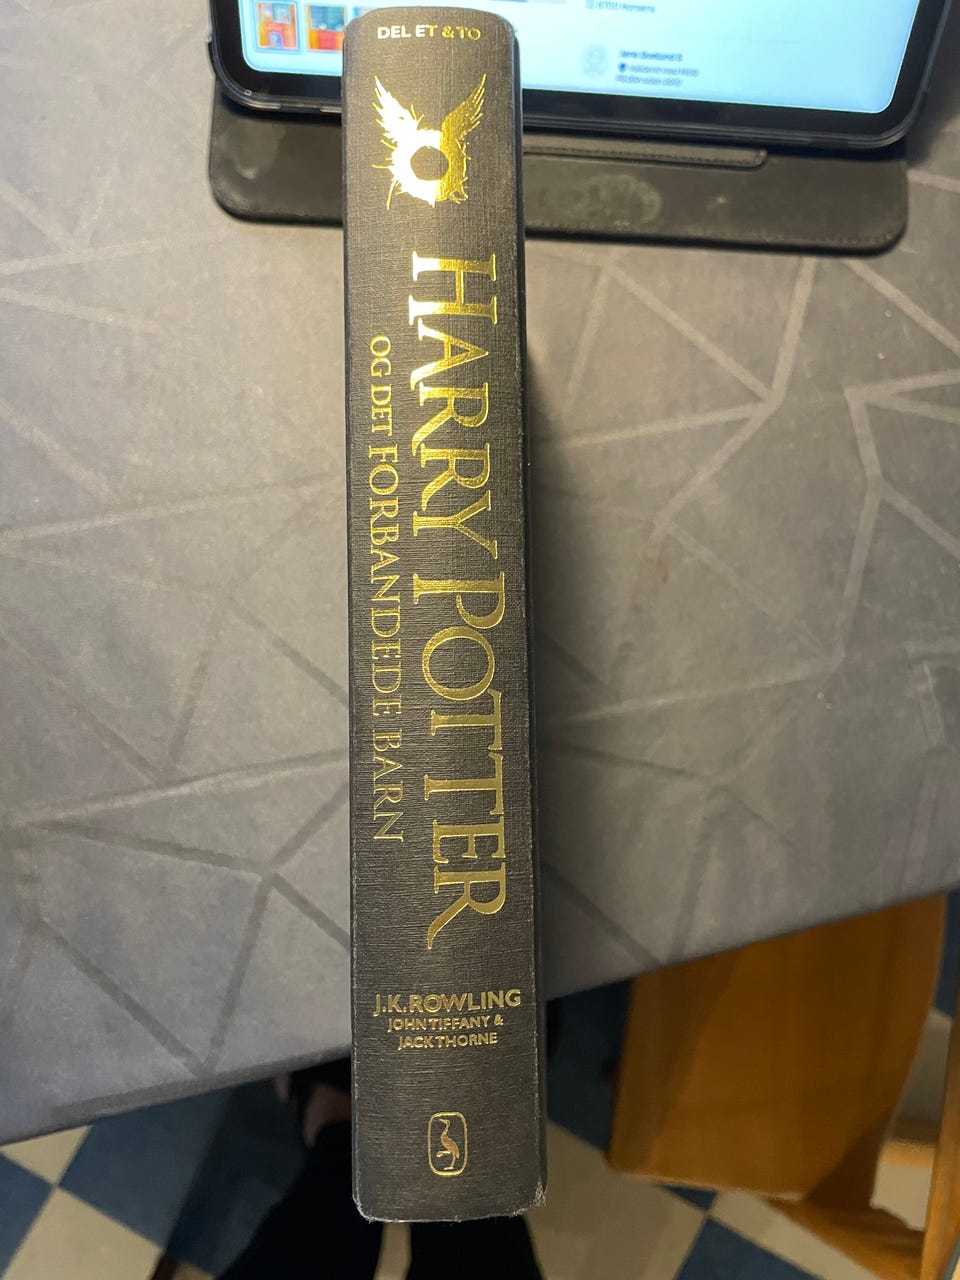 DEL ET & TO
HARRY POTTER
OG DET FORBANDEDE BARN
J.K.ROWLING
JOHN TIFFANY &
JACK THORNE